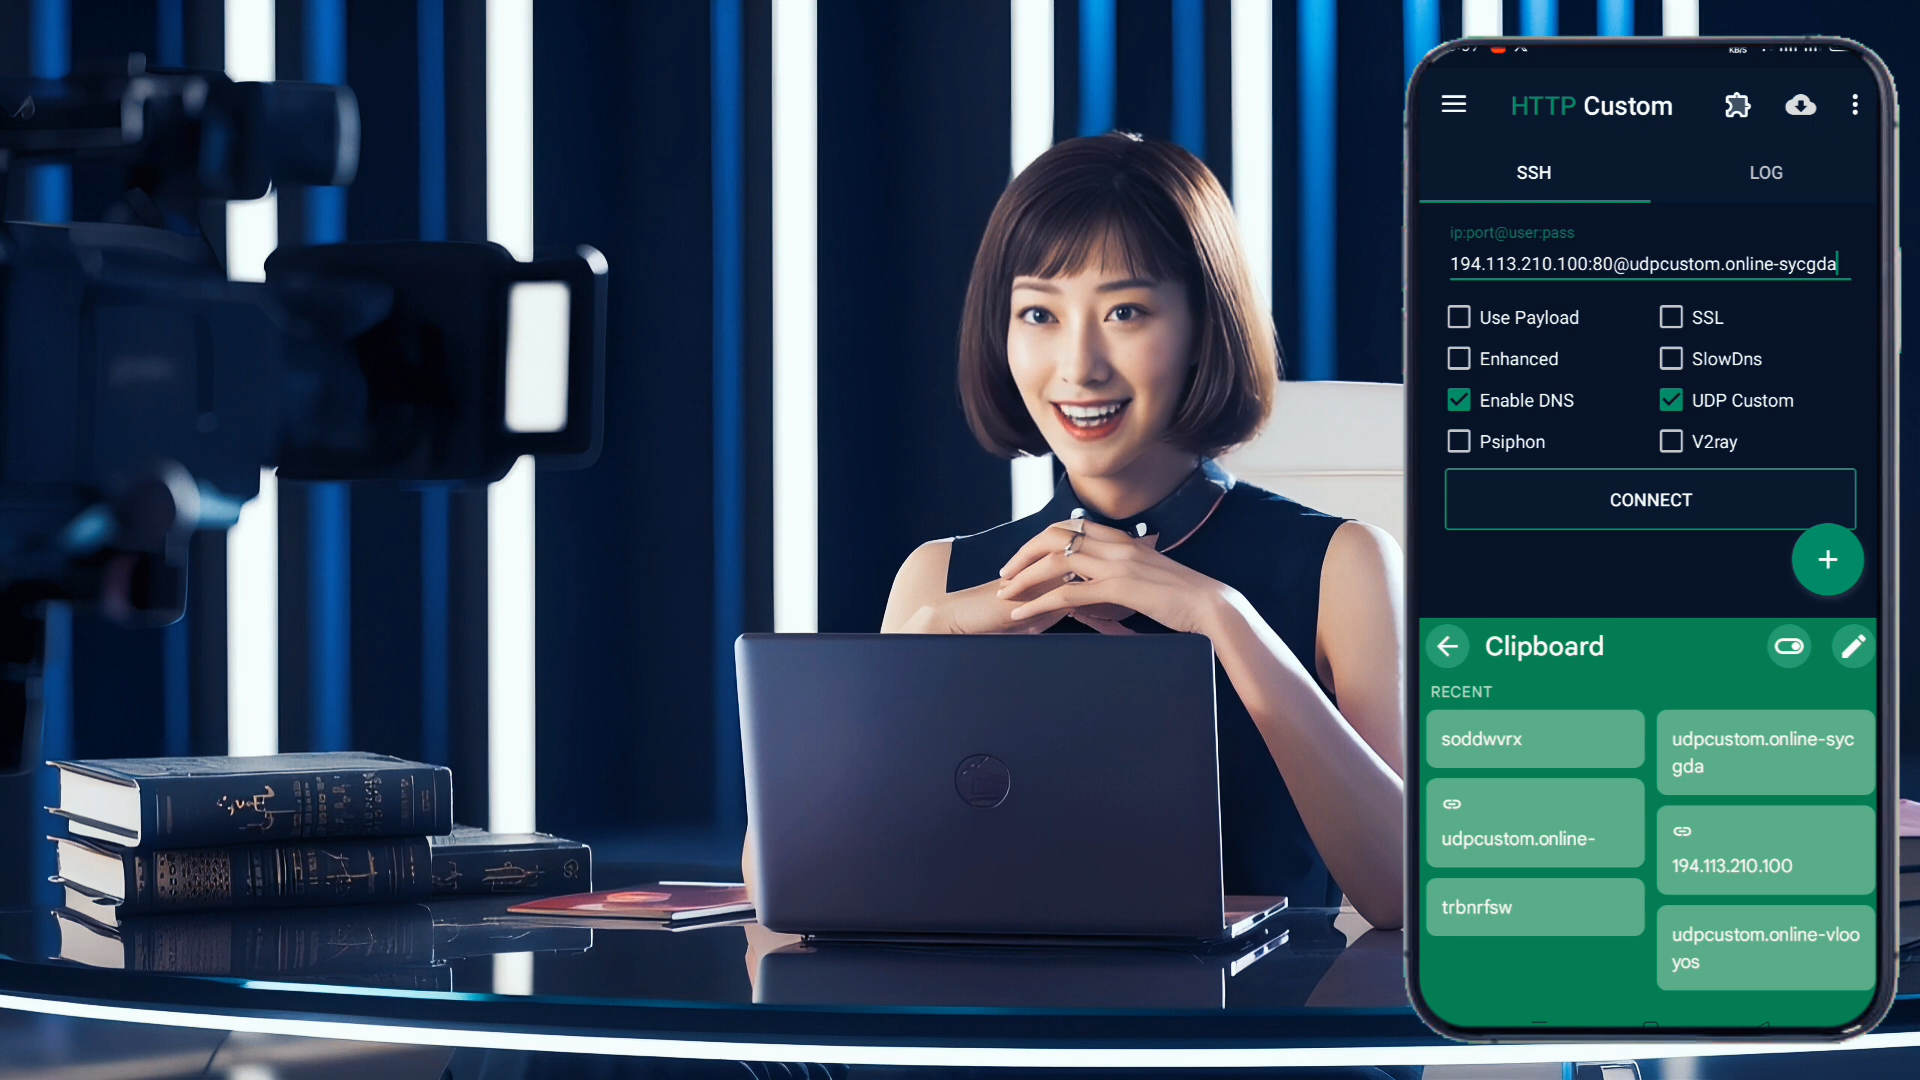 KB/S
HTTP Custom
SSH
LOG
ip:port@user:pass
194.113.210.100:80@udpcustom.online-sycgda
Use Payload
SSL
Enhanced
SlowDns
Enable DNS
UDP Custom
Psiphon
V2ray
CONNECT
+
Clipboard
RECENT
soddwvrx
udpcustom.online-syc
gda
udpcustom.online-
194.113.210.100
trbnrfsw
udpcustom.online-vloo
yos